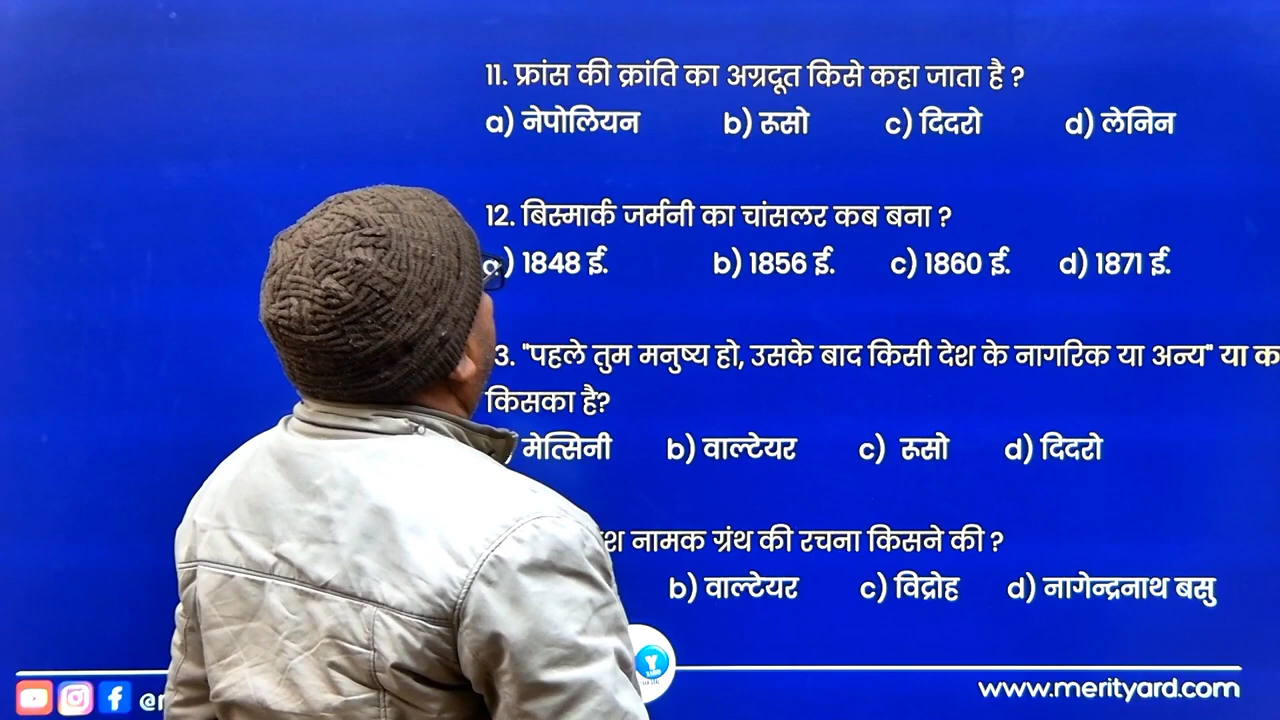 11. फ्रांस की क्रांति का अग्रदूत किसे कहा जाता है ?
a) नेपोलियन b) रूसो c) दिदरो d) लेनिन
12. बिस्मार्क जर्मनी का चांसलर कब बना ?
a) 1848 ई. b) 1856 ई. c) 1860 ई. d) 1871 ई.
3. "पहले तुम मनुष्य हो, उसके बाद किसी देश के नागरिक या अन्य" या क
किसका है?
मेत्सिनी b) वाल्टेयर c) रूसो d) दिदरो
नामक ग्रंथ की रचना किसने की ?
b) वाल्टेयर c) विद्रोह d) नागेन्द्रनाथ बसु
www.merityard.com